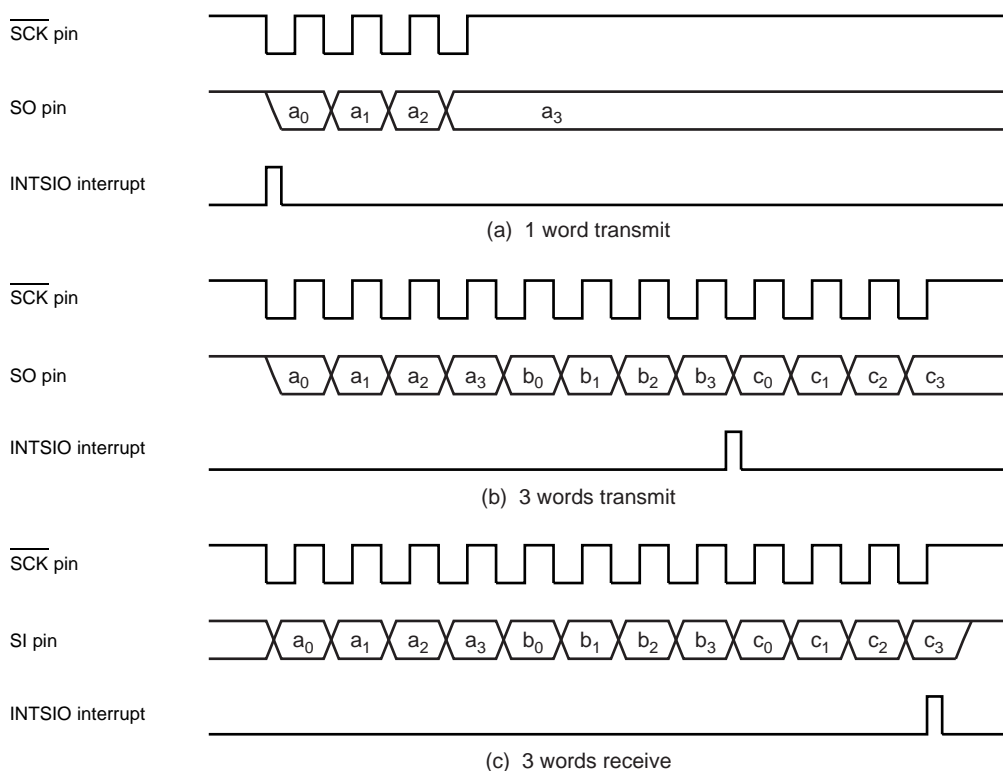 SCK pin
SO pin
a0 a1 a2 a3
INTSIO interrupt
(a) 1 word transmit
SCK pin
SO pin
a0 a1 a2 a3 b0 b1 b2 b3 c0 c1 c2 c3
INTSIO interrupt
(b) 3 words transmit
SCK pin
SI pin
a0 a1 a2 a3 b0 b1 b2 b3 c0 c1 c2 c3
INTSIO interrupt
(c) 3 words receive